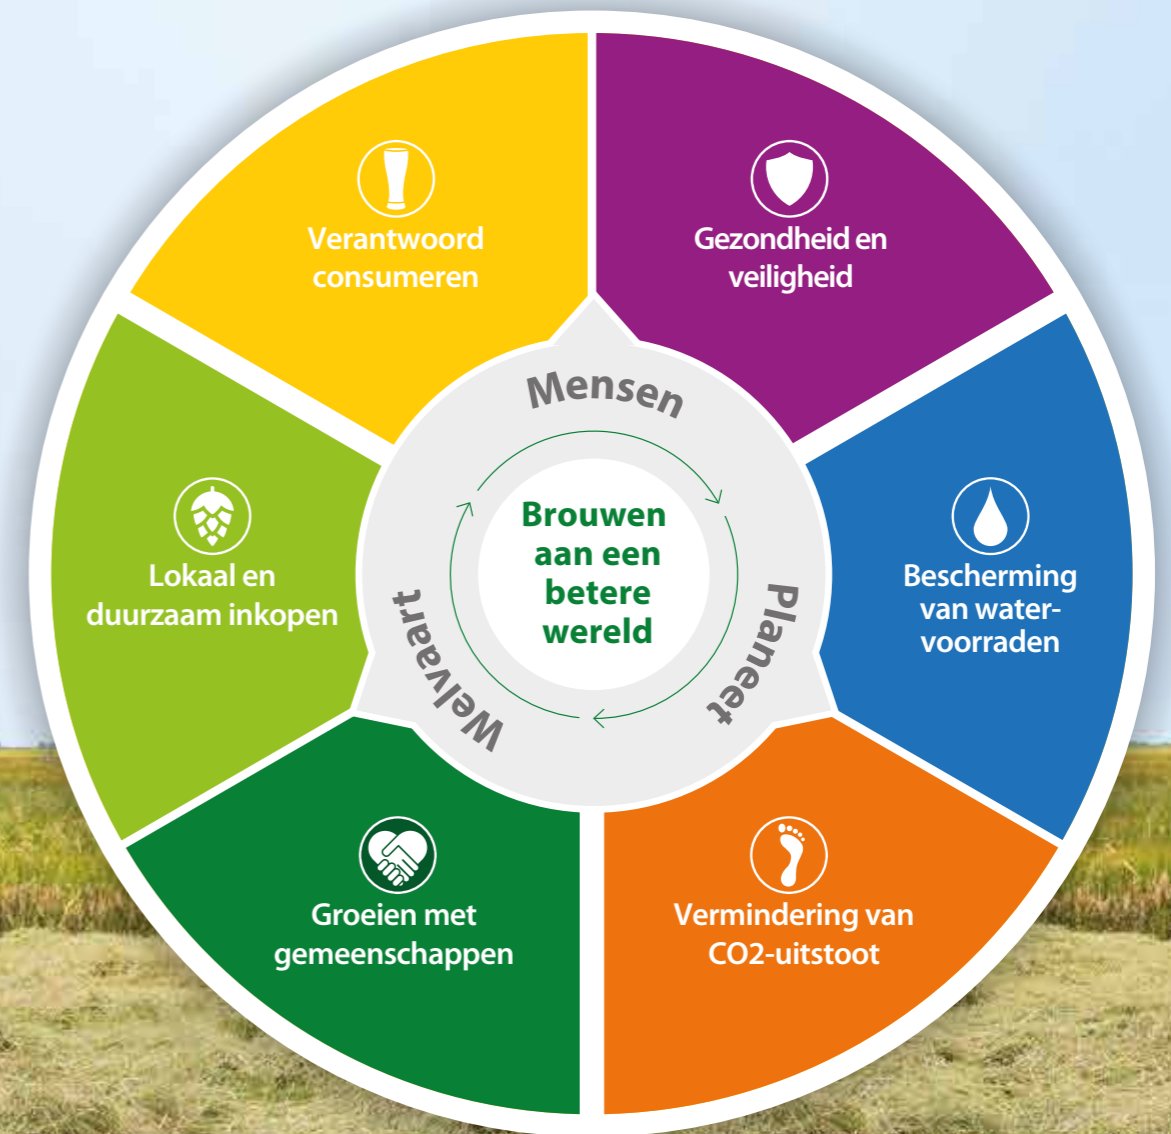 Verantwoord
consumeren
Gezondheid en
veiligheid
Mensen
Lokaal en
duurzaam inkopen
Brouwen
aan een
betere
wereld
Bescherming
van water-
voorraden
Welvaart
Planeet
Groeien met
gemeenschappen
Vermindering van
CO2-uitstoot